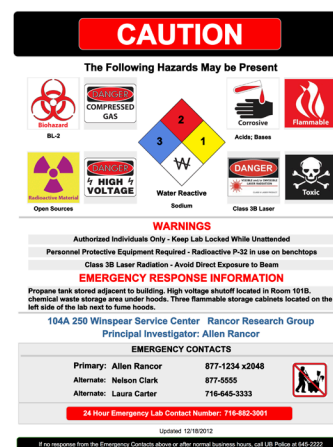 CAUTION
The Following Hazards May be Present
Biohazard
BL-2
DANGER
COMPRESSED
GAS
2
3
1
W
Water Reactive
Sodium
Corrosive
Acids; Bases
Flammable
Radioactive Material
Open Sources
DANGER
HIGH
VOLTAGE
DANGER
Class 3B Laser
Toxic
WARNINGS
Authorized Individuals Only - Keep Lab Locked While Unattended
Personnel Protective Equipment Required - Radioactive P-32 in use on benchtops
Class 3B Laser Radiation - Avoid Direct Exposure to Beam
EMERGENCY RESPONSE INFORMATION
Propane tank stored adjacent to building. High voltage shutoff located in Room 101B.
chemical waste storage area under hoods. Three flammable storage cabinets located on the
left side of the lab next to fume hoods.
104A 250 Winspear Service Center Rancor Research Group
Principal Investigator: Allen Rancor
EMERGENCY CONTACTS
Primary: Allen Rancor 877-1234 x2048
Alternate: Nelson Clark 877-5555
Alternate: Laura Carter 716-645-3333
24 Hour Emergency Lab Contact Number: 716-882-3001
Updated 12/18/2012
If no response from the Emergency Contacts above or after normal business hours, call UB Police at 645-2222